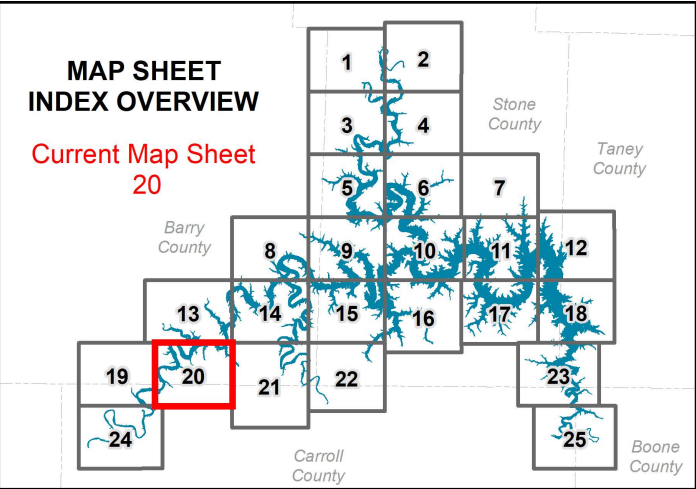 MAP SHEET
INDEX OVERVIEW
Current Map Sheet
20
1
2
3
4
Stone
County
Taney
County
5
6
7
Barry
County
8
9
10
11
12
13
14
15
16
17
18
19
20
21
22
23
24
25
Carroll
County
Boone
County